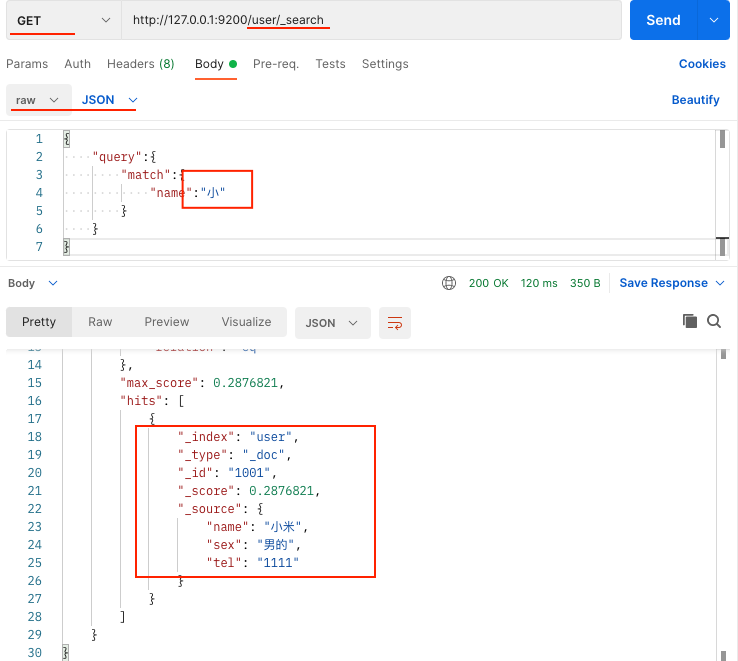 GET http://127.0.0.1:9200/user/_search Send
Params Auth Headers (8) Body Pre-req. Tests Settings Cookies
raw JSON Beautify
1 {
2 "query":{
3 "match":{
4 "name":"小"
5 }
6 }
7 }
Body 200 OK 120 ms 350 B Save Response
Pretty Raw Preview Visualize JSON
14 },
15 "max_score": 0.2876821,
16 "hits": [
17 {
18 "_index": "user",
19 "_type": "_doc",
20 "_id": "1001",
21 "_score": 0.2876821,
22 "_source": {
23 "name": "小米",
24 "sex": "男的",
25 "tel": "1111"
26 }
27 }
28 ]
29 }
30 }